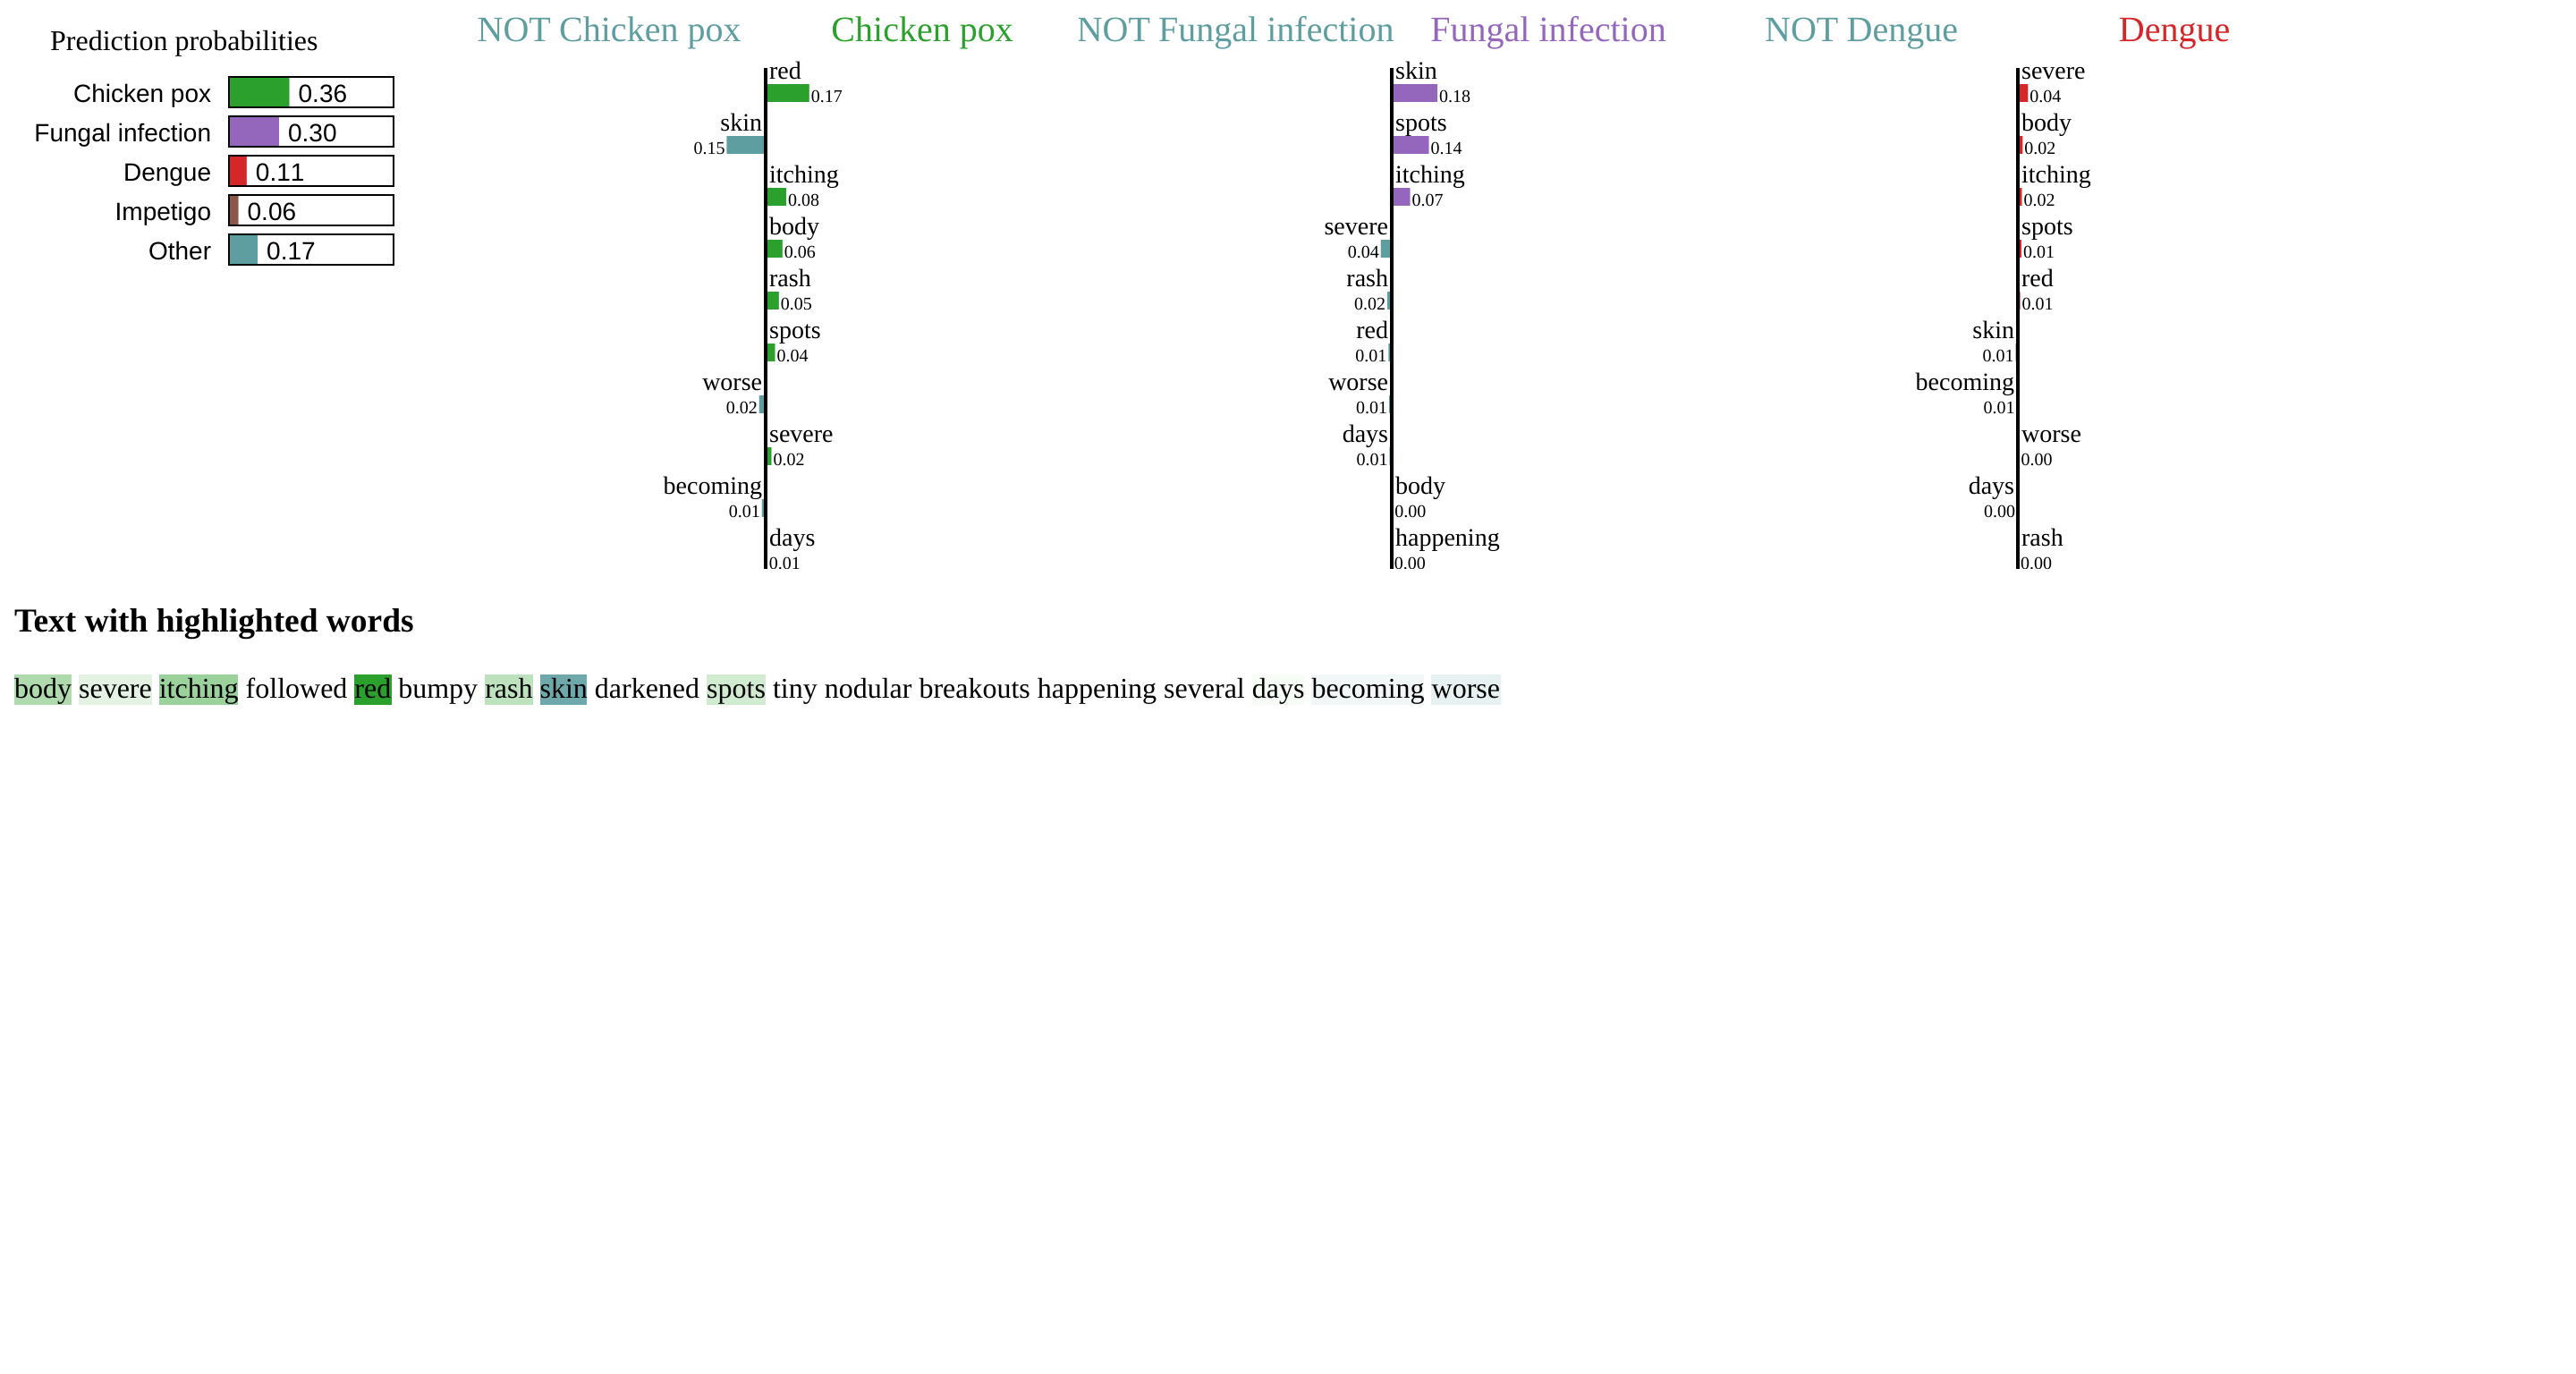 Prediction probabilities
Chicken pox 0.36
Fungal infection 0.30
Dengue 0.11
Impetigo 0.06
Other 0.17
NOT Chicken pox Chicken pox
red
0.17
skin
0.15
itching
0.08
body
0.06
rash
0.05
spots
0.04
worse
0.02
severe
0.02
becoming
0.01
days
0.01
NOT Fungal infection Fungal infection
skin
0.18
spots
0.14
itching
0.07
severe
0.04
rash
0.02
red
0.01
worse
0.01
days
0.01
body
0.00
happening
0.00
NOT Dengue Dengue
severe
0.04
body
0.02
itching
0.02
spots
0.01
red
0.01
skin
0.01
becoming
0.01
worse
0.00
days
0.00
rash
0.00
Text with highlighted words
body severe itching followed red bumpy rash skin darkened spots tiny nodular breakouts happening several days becoming worse